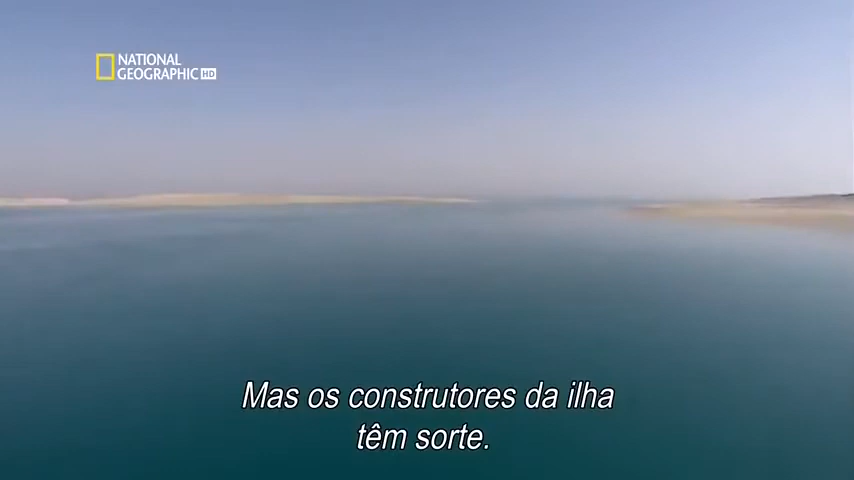 NATIONAL
GEOGRAPHIC HD
Mas os construtores da ilha
têm sorte.